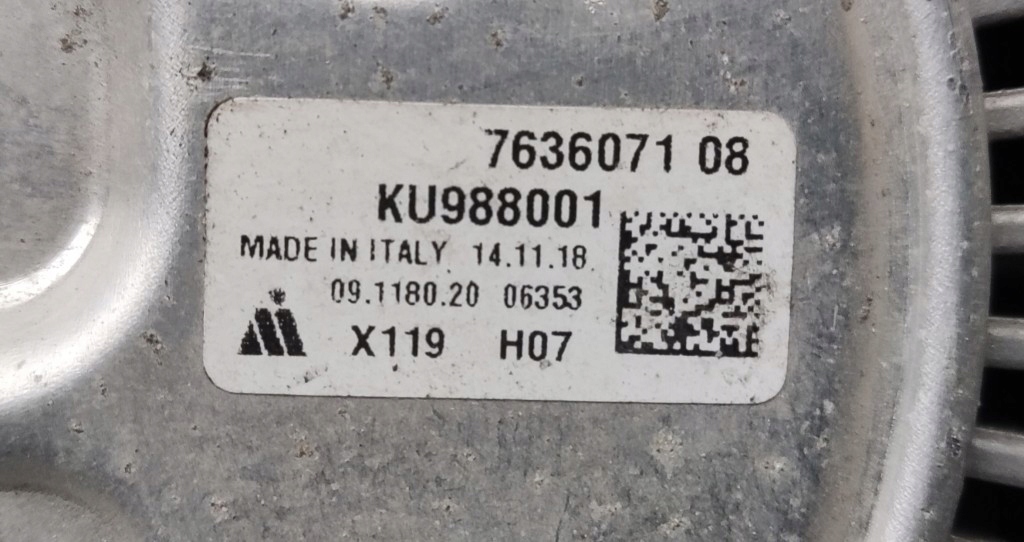 7636071 08
KU988001
MADE IN ITALY 14.11.18
09.1180.20 06353
X119 H07